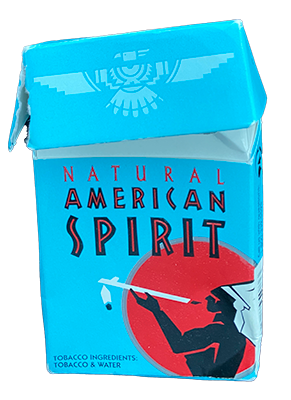 NATURAL
AMERICAN
SPIRIT
TOBACCO INGREDIENTS:
TOBACCO & WATER